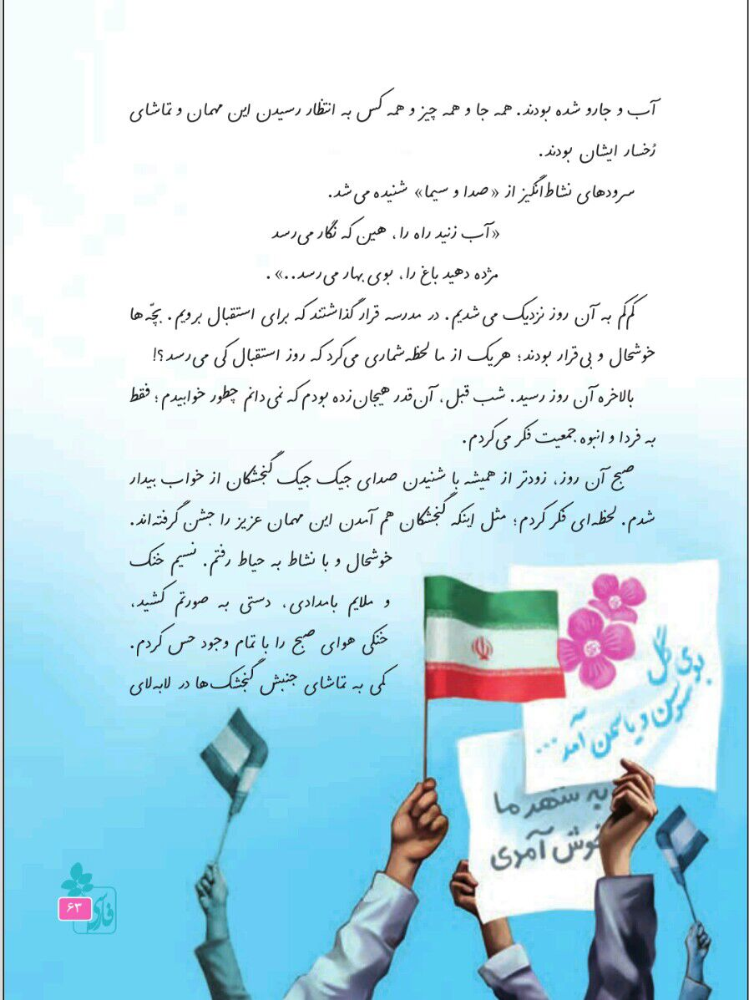 آب و جارو شده بودند. همه جا و همه چیز و همه کس به انتظار رسیدن این مهمان و تماشای
رُخسار ایشان بودند.
سرودهای نشاط‌انگیز از «صدا و سیما» شنیده می‌شد.
«آب زنید راه را، هین که نگار می‌رسد
مژده دهید باغ را، بوی بهار می‌رسد...».
کم‌کم به آن روز نزدیک می‌شدیم. در مدرسه قرار گذاشتند که برای استقبال برویم. بچّه‌ها
خوشحال و بی‌قرار بودند؛ هریک از ما لحظه‌شماری می‌کرد که روز استقبال کی می‌رسد؟!
بالاخره آن روز رسید. شب قبل، آن‌قدر هیجان‌زده بودم که نمی‌دانم چطور خوابیدم؛ فقط
به فردا و انبوه جمعیت فکر می‌کردم.
صبح آن روز، زودتر از همیشه با شنیدن صدای جیک جیک گنجشکان از خواب بیدار
شدم. لحظه‌ای فکر کردم؛ مثل اینکه گنجشکان هم آمدن این مهمان عزیز را جشن گرفته‌اند.
خوشحال و با نشاط به حیاط رفتم. نسیم خنک
و ملایم بامدادی، دستی به صورتم کشید،
خنکی هوای صبح را با تمام وجود حس کردم.
کمی به تماشای جنبش گنجشک‌ها در لابه‌لای
بوی گل
سوسن و یاسمن آمد...
به شهر ما
خوش آمدی
۶۳
فارسی